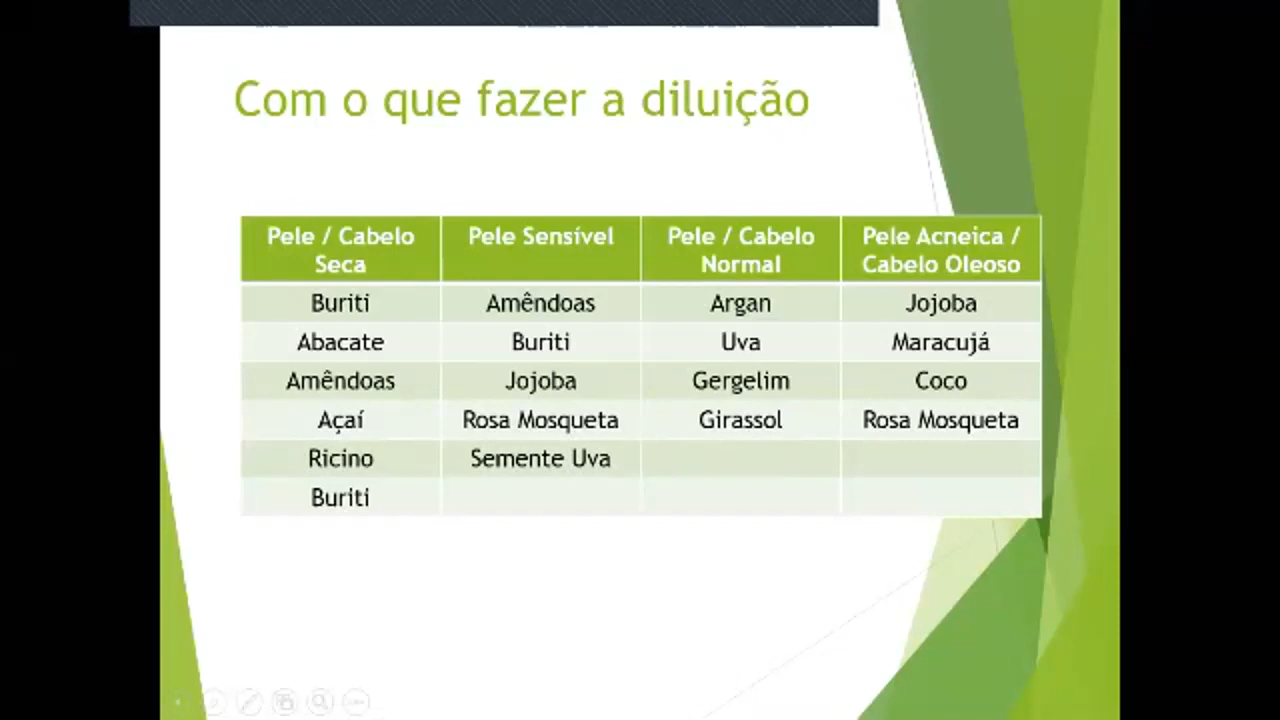 Com o que fazer a diluição
Pele / Cabelo Seca | Pele Sensível | Pele / Cabelo Normal | Pele Acneica / Cabelo Oleoso
Buriti | Amêndoas | Argan | Jojoba
Abacate | Buriti | Uva | Maracujá
Amêndoas | Jojoba | Gergelim | Coco
Açaí | Rosa Mosqueta | Girassol | Rosa Mosqueta
Ricino | Semente Uva
Buriti